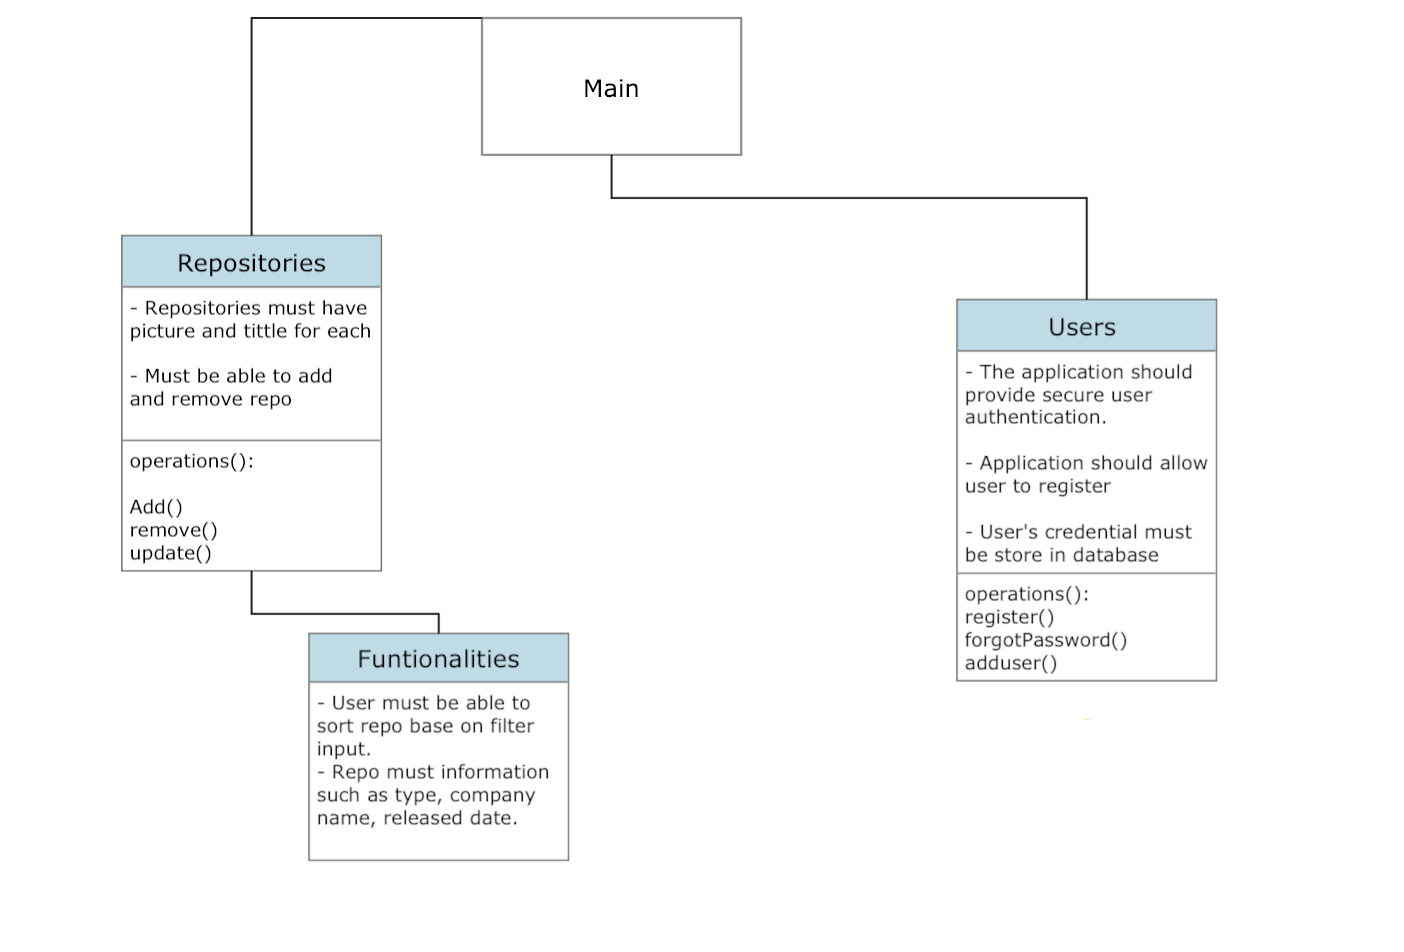 Main
Repositories
- Repositories must have
picture and tittle for each
- Must be able to add
and remove repo
operations():
Add()
remove()
update()
Funtionalities
- User must be able to
sort repo base on filter
input.
- Repo must information
such as type, company
name, released date.
Users
- The application should
provide secure user
authentication.
- Application should allow
user to register
- User's credential must
be store in database
operations():
register()
forgotPassword()
adduser()